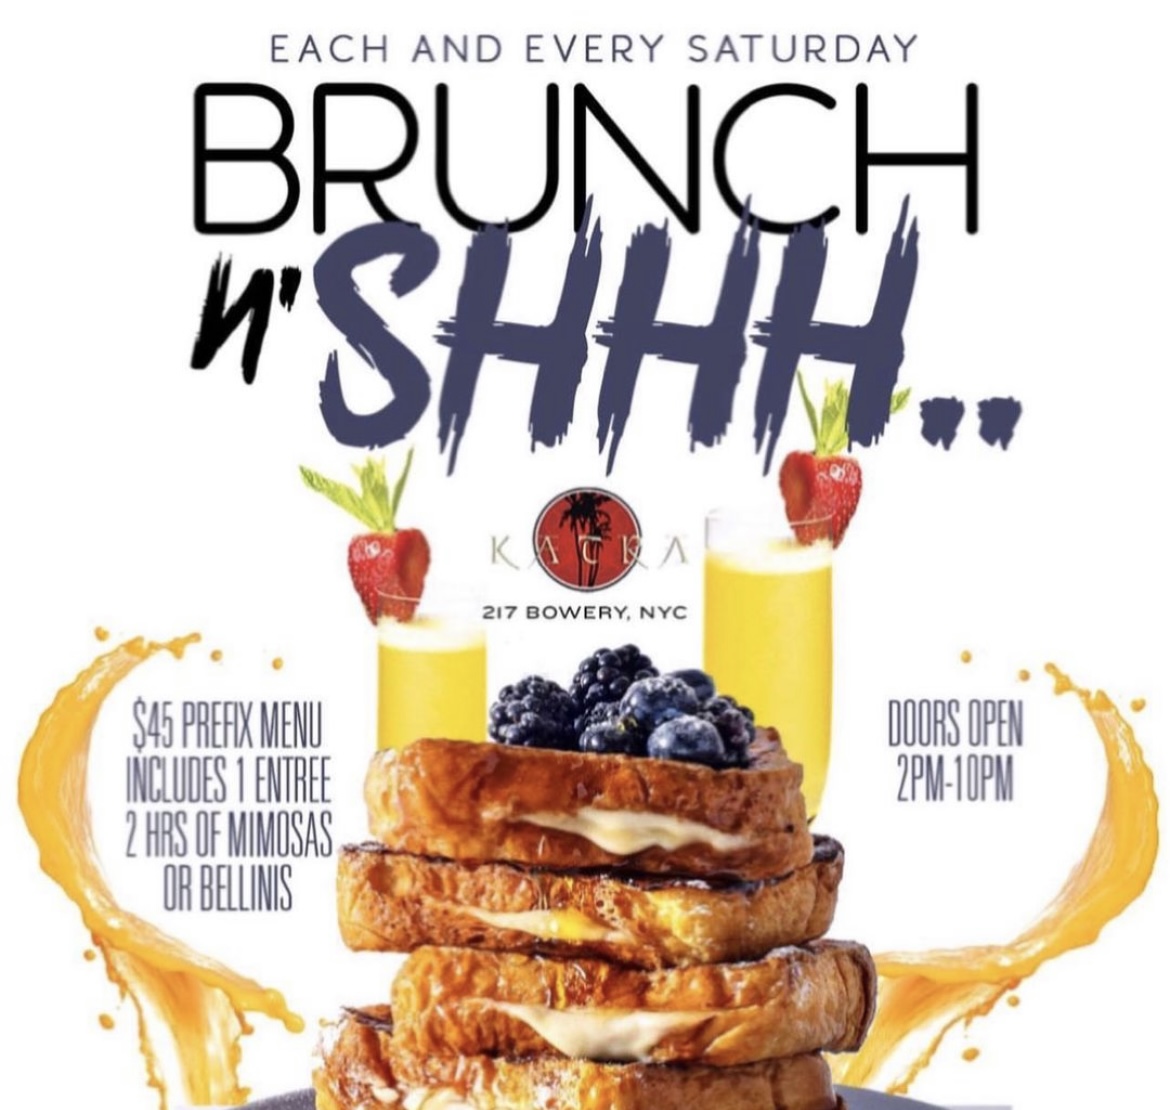 EACH AND EVERY SATURDAY
BRUNCH
n'SHHH..
KATRA
217 BOWERY, NYC
$45 PREFIX MENU
INCLUDES 1 ENTREE
2 HRS OF MIMOSAS
OR BELLINIS
DOORS OPEN
2PM-10PM